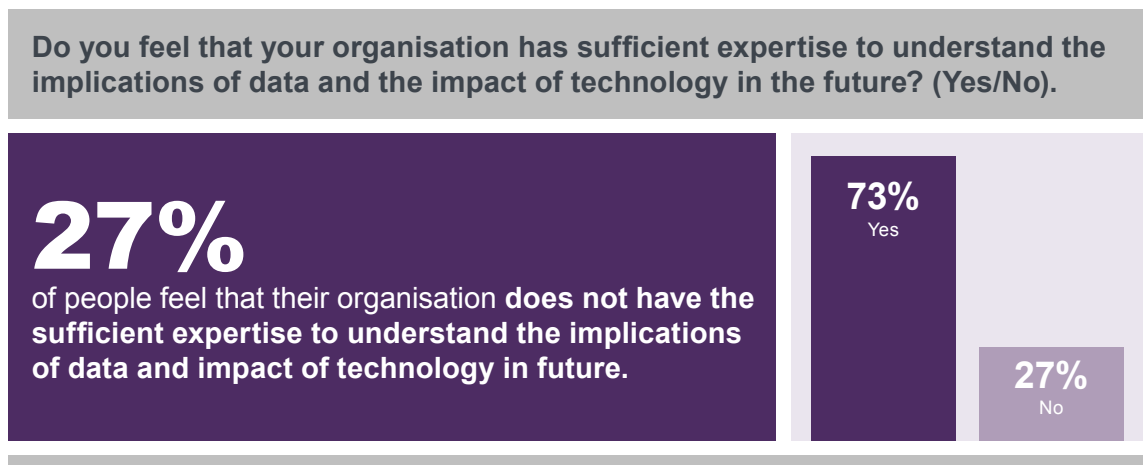 Do you feel that your organisation has sufficient expertise to understand the
implications of data and the impact of technology in the future? (Yes/No).
27%
of people feel that their organisation does not have the
sufficient expertise to understand the implications
of data and impact of technology in future.
73%
Yes
27%
No